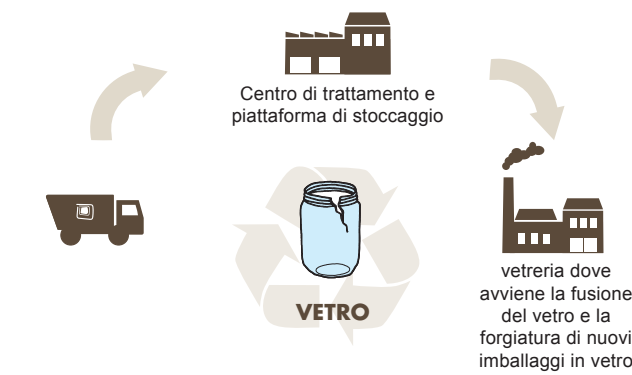 Centro di trattamento e
piattaforma di stoccaggio
VETRO
vetreria dove
avviene la fusione
del vetro e la
forgiatura di nuovi
imballaggi in vetro